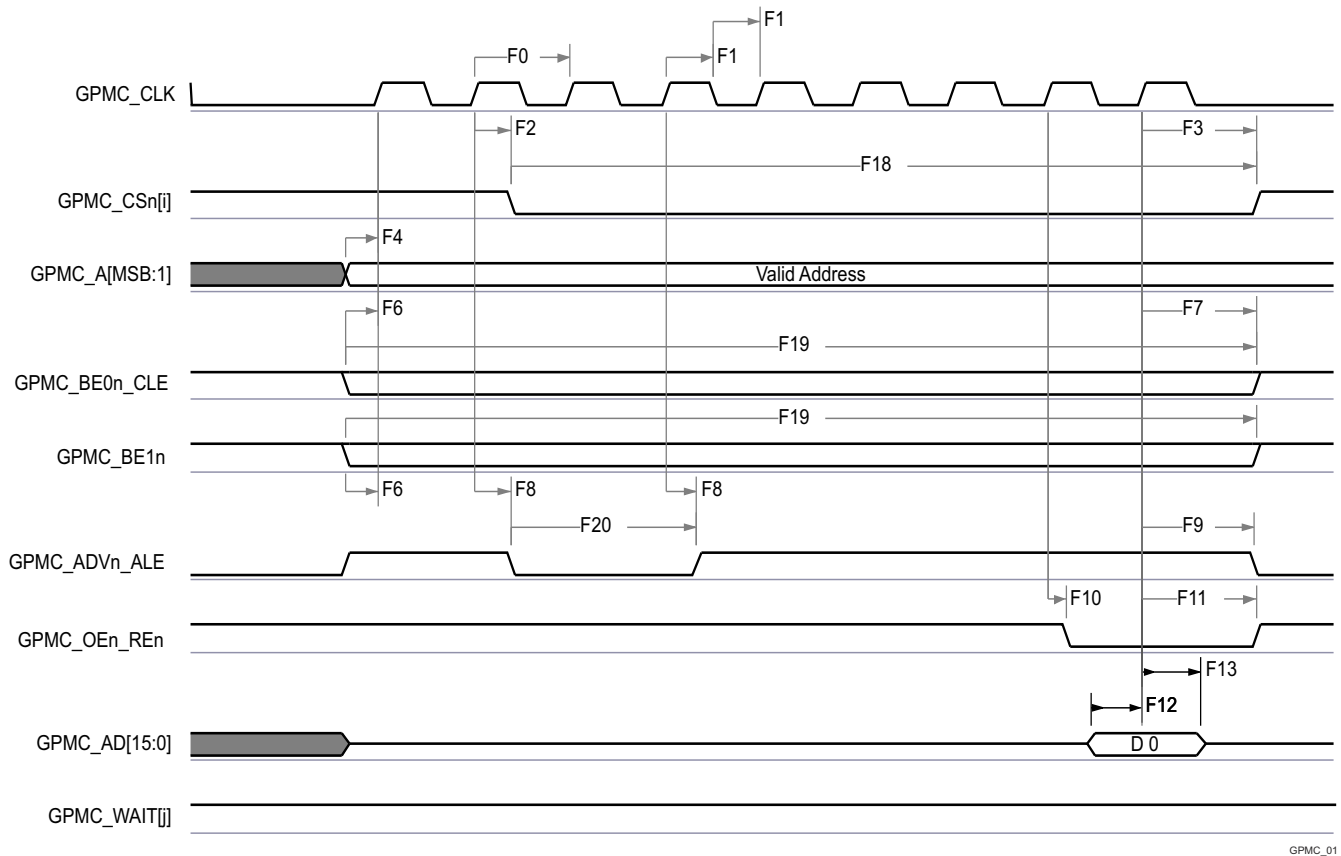 F1
F0
F1
GPMC_CLK
F2
F3
F18
GPMC_CSn[i]
F4
GPMC_A[MSB:1]
Valid Address
F6
F7
F19
GPMC_BE0n_CLE
F19
GPMC_BE1n
F6
F8
F8
F20
F9
GPMC_ADVn_ALE
F10
F11
GPMC_OEn_REn
F13
F12
GPMC_AD[15:0]
D 0
GPMC_WAIT[j]
GPMC_01